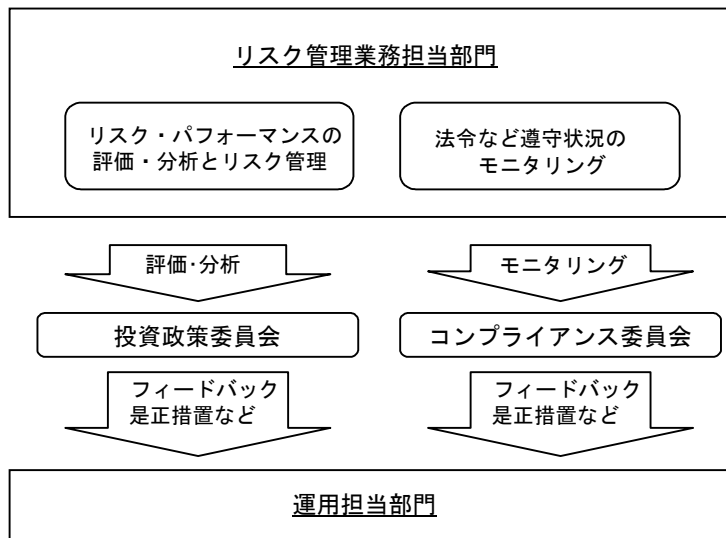 リスク管理業務担当部門
リスク・パフォーマンスの
評価・分析とリスク管理
法令など遵守状況の
モニタリング
評価･分析
モニタリング
投資政策委員会
コンプライアンス委員会
フィードバック
是正措置など
フィードバック
是正措置など
運用担当部門